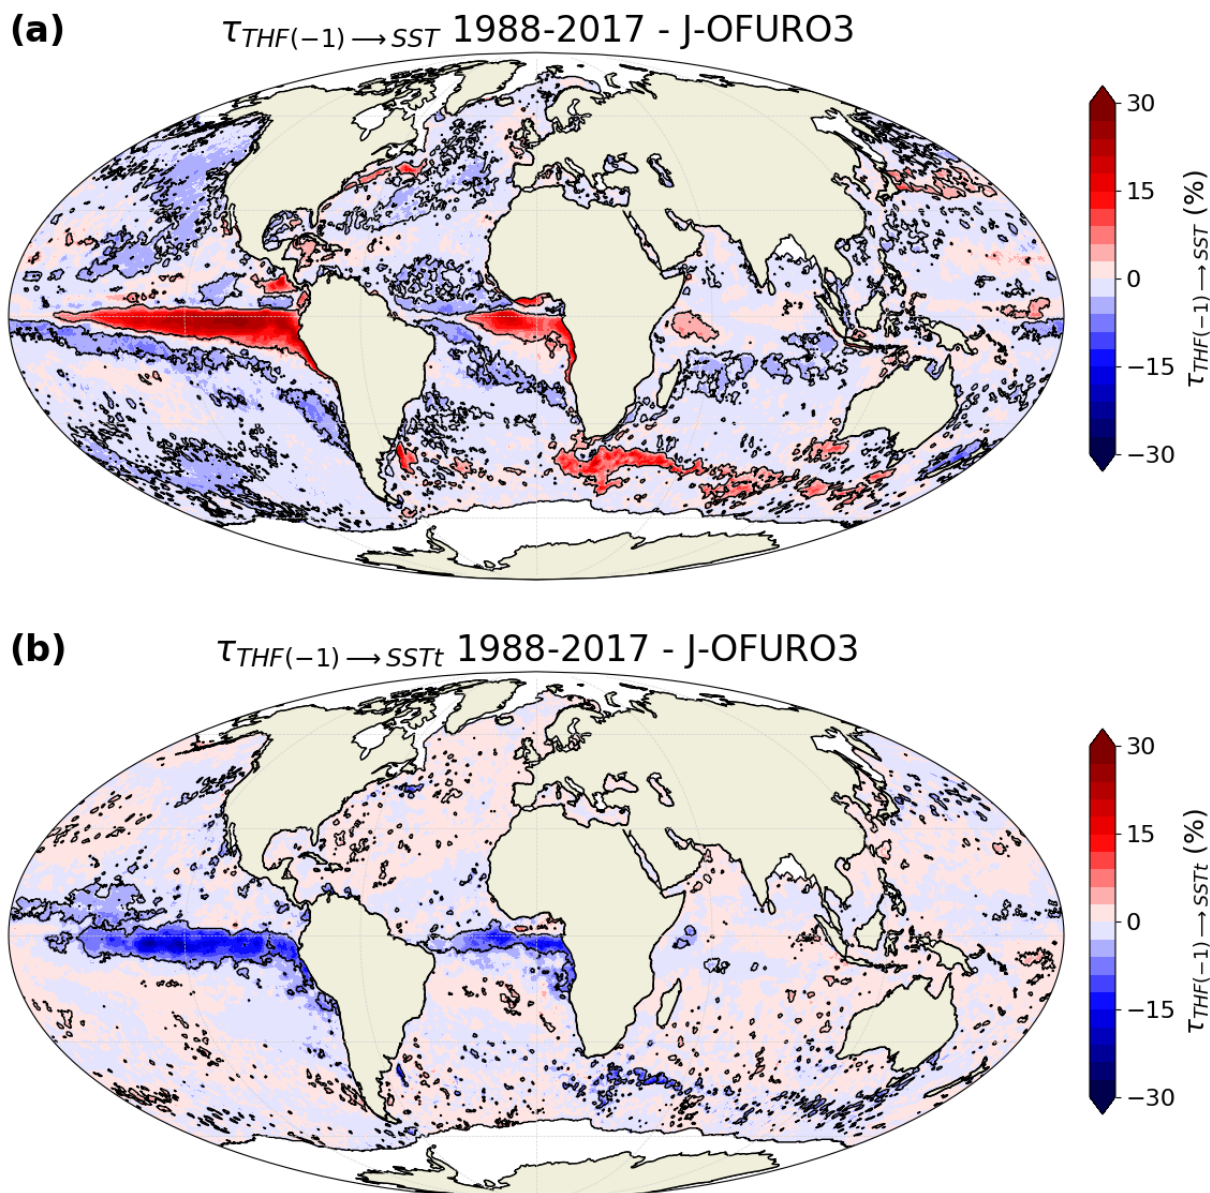 (a)
τTHF(−1)⟶SST 1988-2017 - J-OFURO3
30
15
0
−15
−30
τTHF(−1)⟶SST (%)
(b)
τTHF(−1)⟶SSTt 1988-2017 - J-OFURO3
30
15
0
−15
−30
τTHF(−1)⟶SSTt (%)